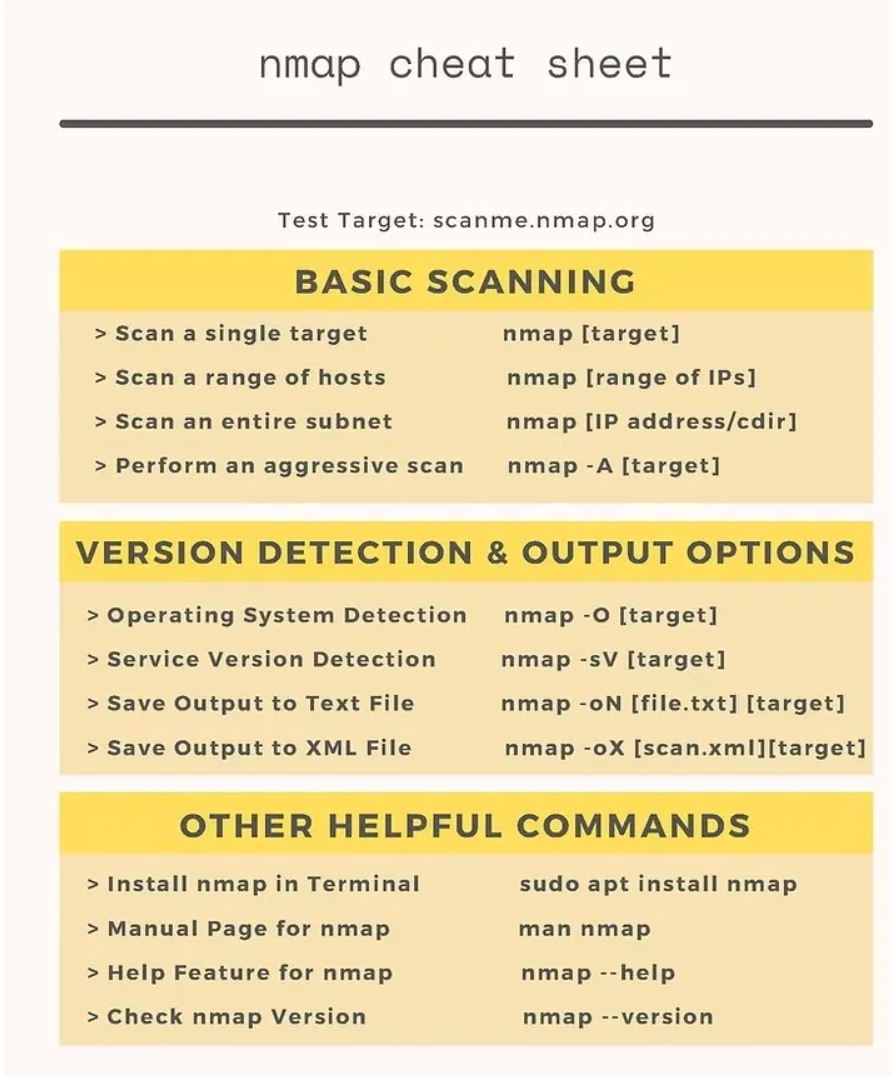 nmap cheat sheet
Test Target: scanme.nmap.org
BASIC SCANNING
> Scan a single target nmap [target]
> Scan a range of hosts nmap [range of IPs]
> Scan an entire subnet nmap [IP address/cdir]
> Perform an aggressive scan nmap -A [target]
VERSION DETECTION & OUTPUT OPTIONS
> Operating System Detection nmap -O [target]
> Service Version Detection nmap -sV [target]
> Save Output to Text File nmap -oN [file.txt] [target]
> Save Output to XML File nmap -oX [scan.xml][target]
OTHER HELPFUL COMMANDS
> Install nmap in Terminal sudo apt install nmap
> Manual Page for nmap man nmap
> Help Feature for nmap nmap --help
> Check nmap Version nmap --version